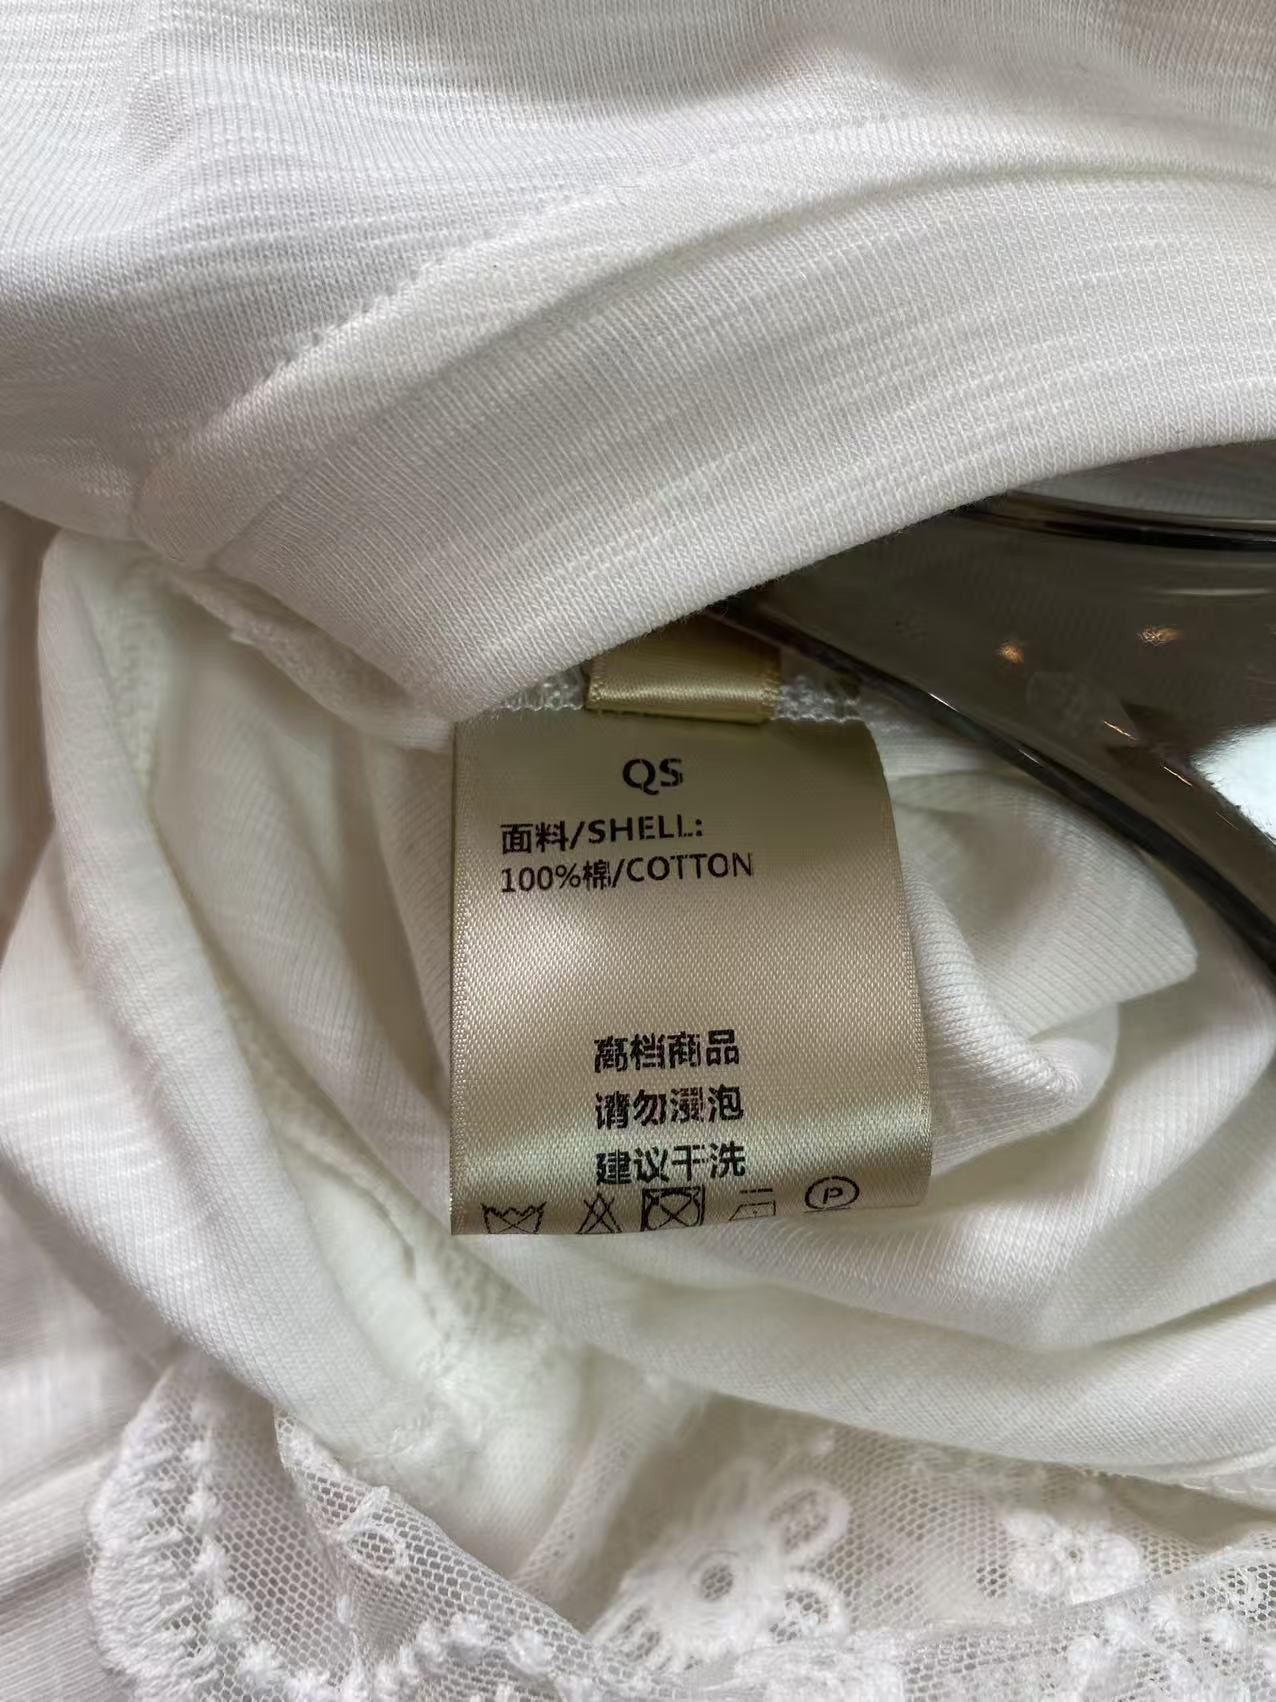 QS
面料/SHELL:
100%棉/COTTON
高档商品
请勿浸泡
建议干洗
P